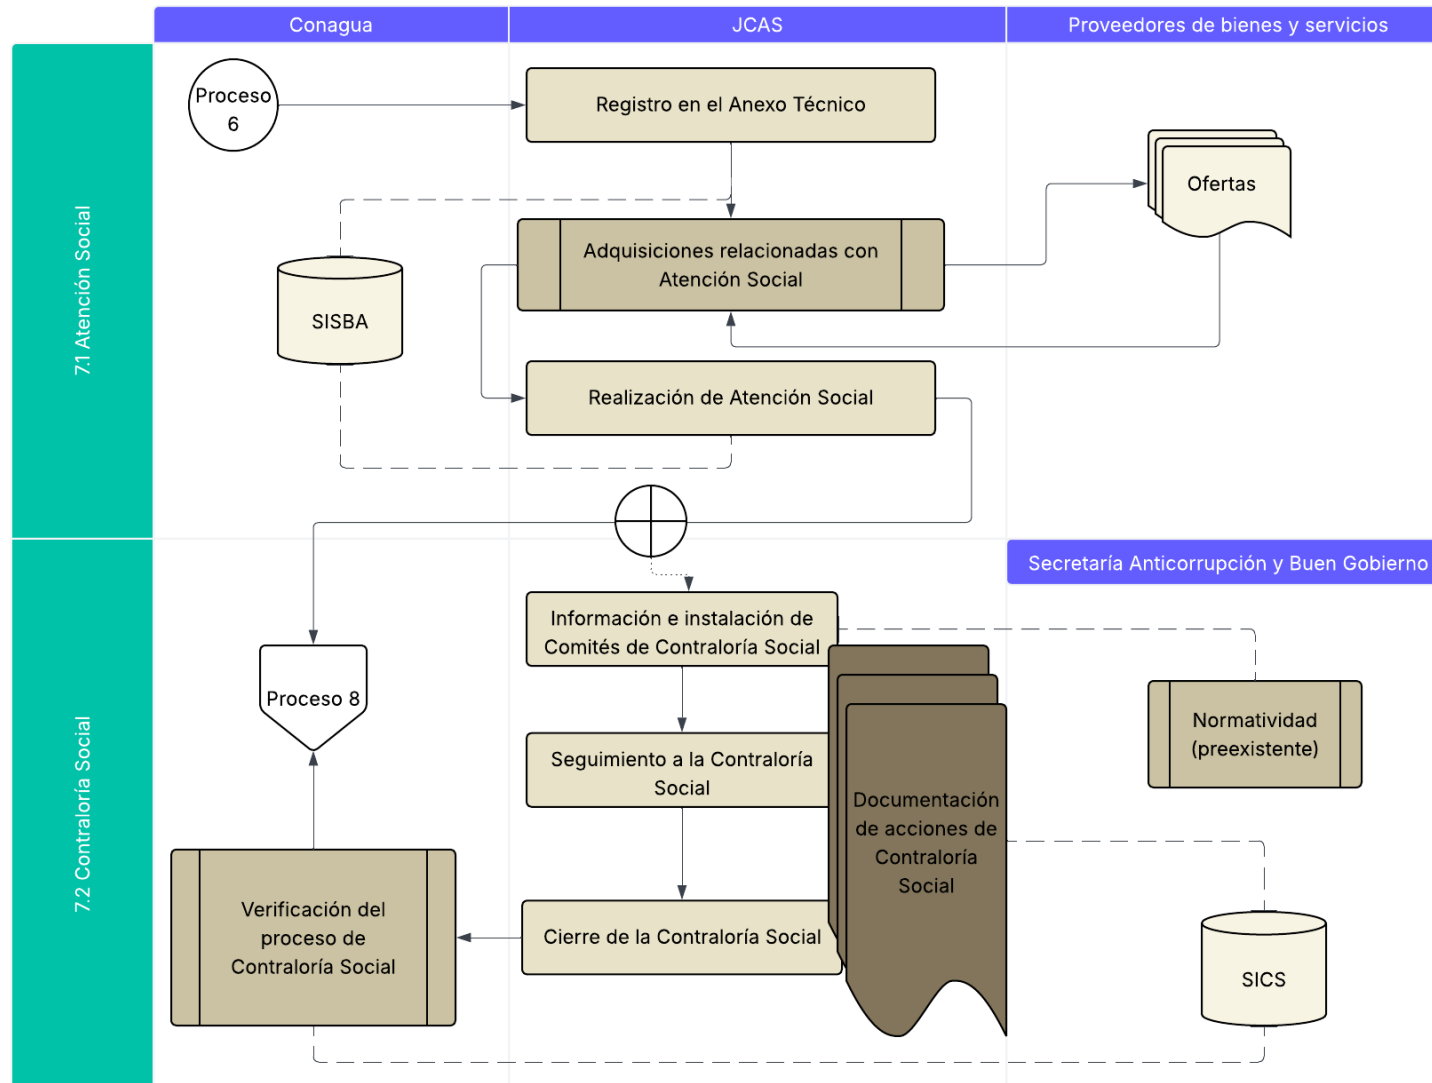 Conagua
JCAS
Proveedores de bienes y servicios
7.1 Atención Social
Proceso
6
Registro en el Anexo Técnico
Ofertas
Adquisiciones relacionadas con
Atención Social
SISBA
Realización de Atención Social
7.2 Contraloría Social
Secretaría Anticorrupción y Buen Gobierno
Información e instalación de
Comités de Contraloría Social
Proceso 8
Normatividad
(preexistente)
Seguimiento a la Contraloría
Social
Documentación
de acciones de
Contraloría
Social
Verificación del
proceso de
Contraloría Social
Cierre de la Contraloría Social
SICS